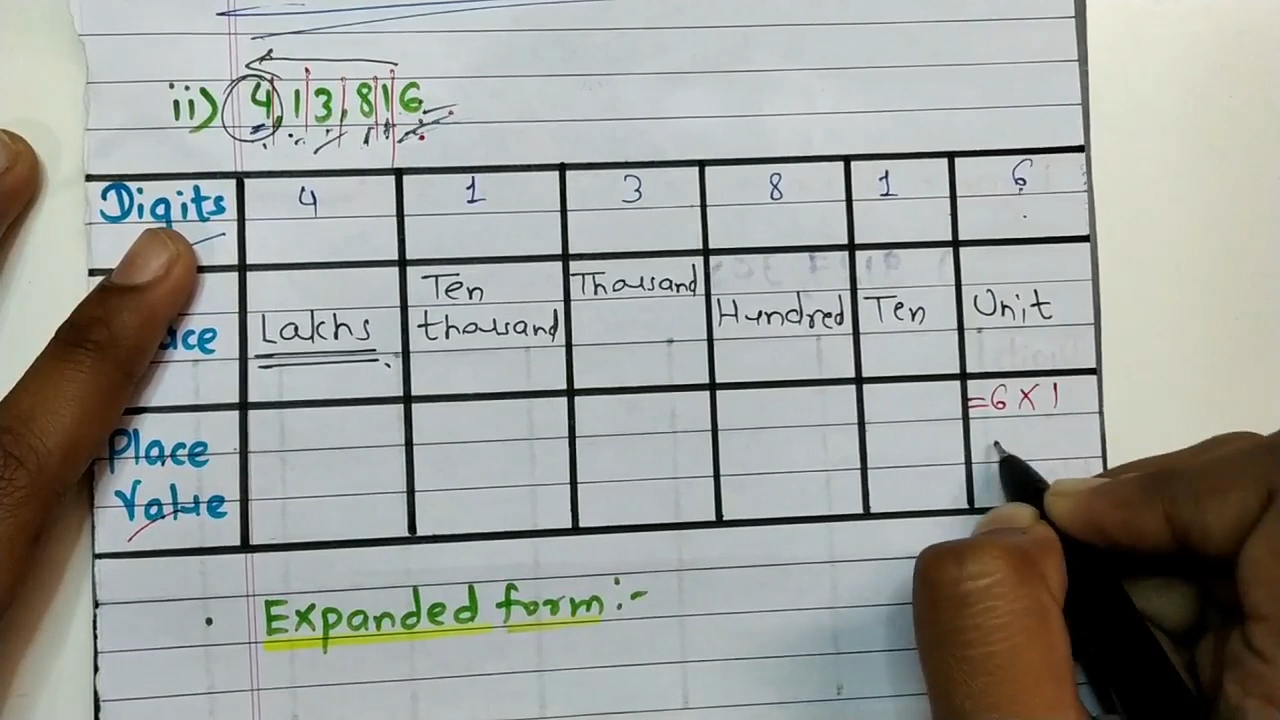 ii) 4,13,816
Digits 4 1 3 8 1 6
Place Lakhs Ten thousand Thousand Hundred Ten Unit
Place Value =6 X 1
Expanded form:-